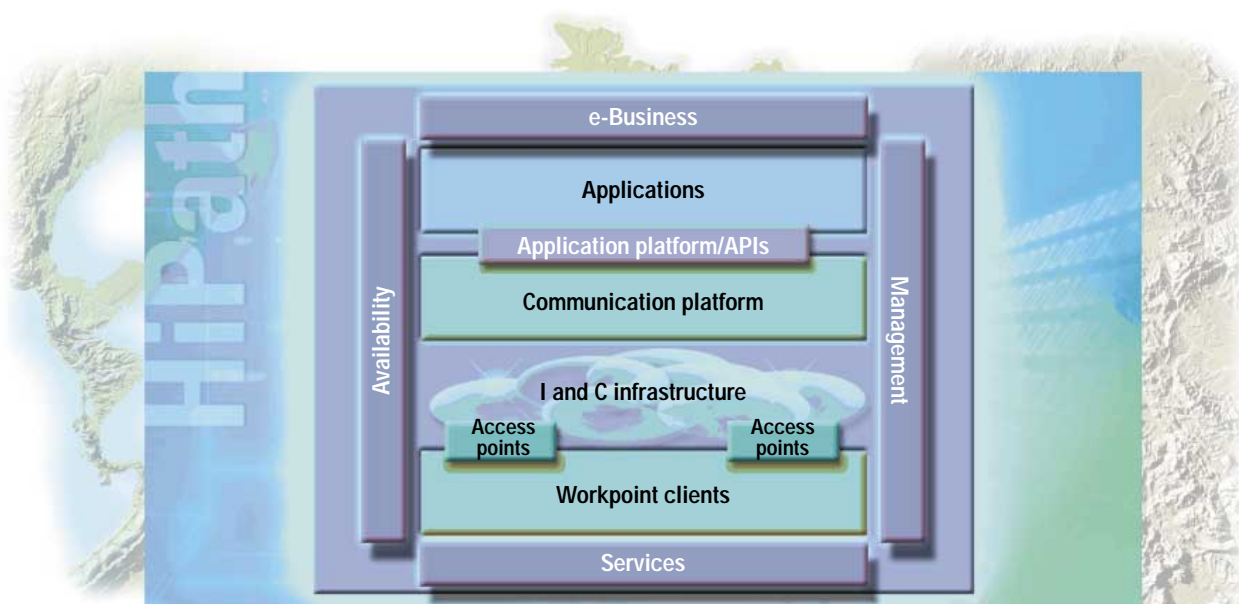 HiPath
e-Business
Applications
Application platform/APIs
Communication platform
Availability
Management
I and C infrastructure
Access
points
Access
points
Workpoint clients
Services